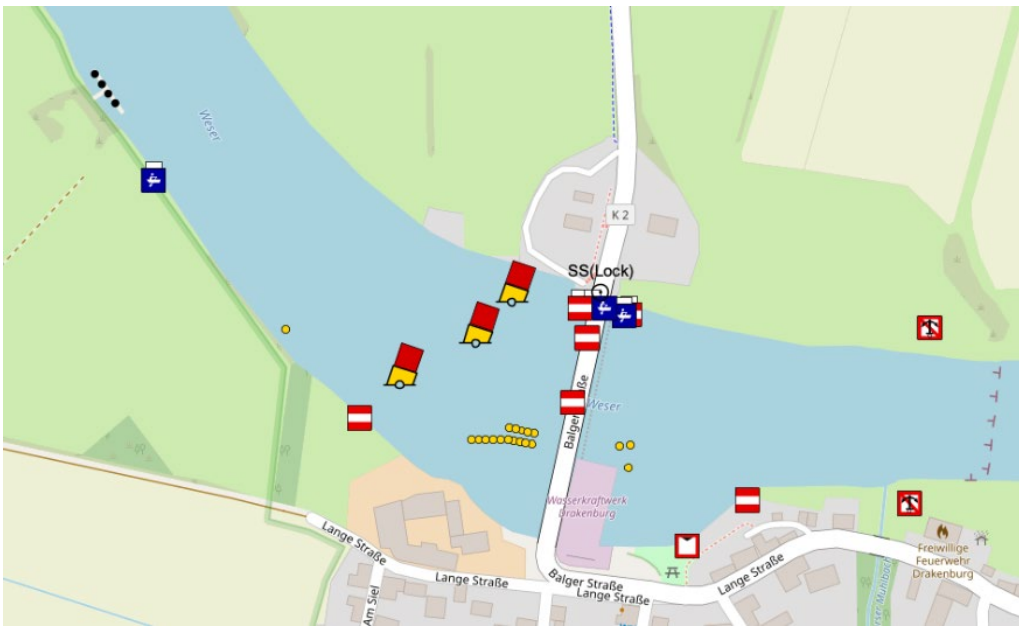 Weser
K 2
SS(Lock)
Balger Straße
Weser
Wasserkraftwerk
Drakenburg
Lange Straße
Lange Straße
Balger Straße
Lange Straße
Lange Straße
Am Siel
Freiwillige
Feuerwehr
Drakenburg